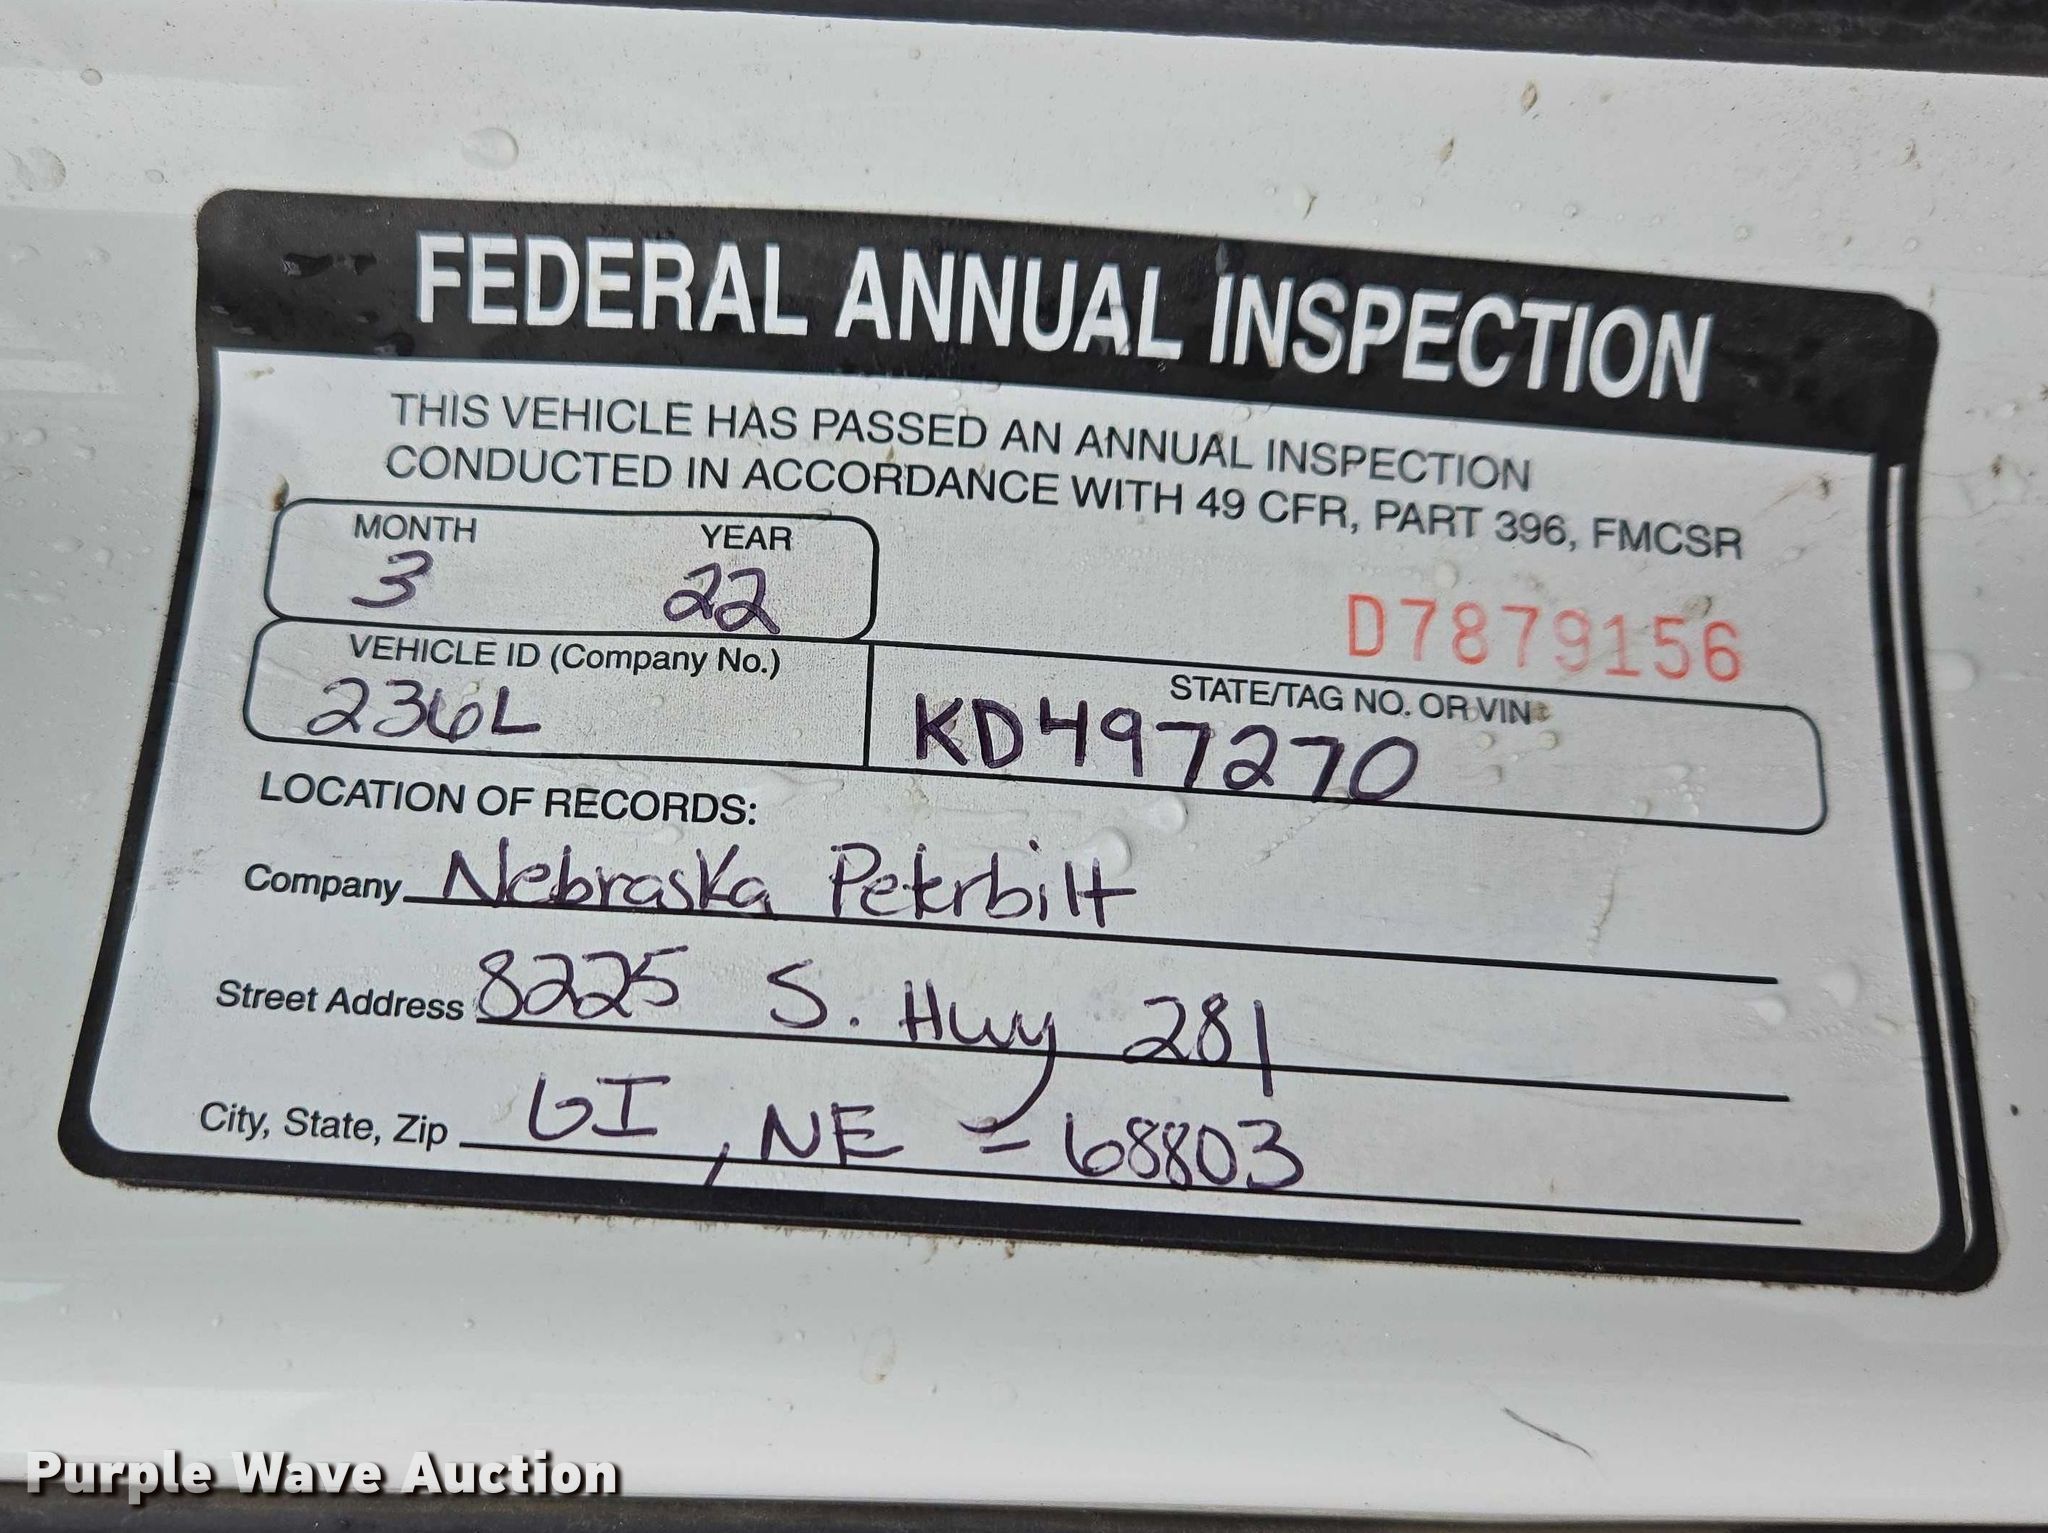 FEDERAL ANNUAL INSPECTION
THIS VEHICLE HAS PASSED AN ANNUAL INSPECTION
CONDUCTED IN ACCORDANCE WITH 49 CFR, PART 396, FMCSR
MONTH YEAR
3 22
D7879156
VEHICLE ID (Company No.)
236L
STATE/TAG NO. OR VIN
KD497270
LOCATION OF RECORDS:
Company Nebraska Peterbilt
Street Address 8225 S. Hwy 281
City, State, Zip GI, NE - 68803
Purple Wave Auction